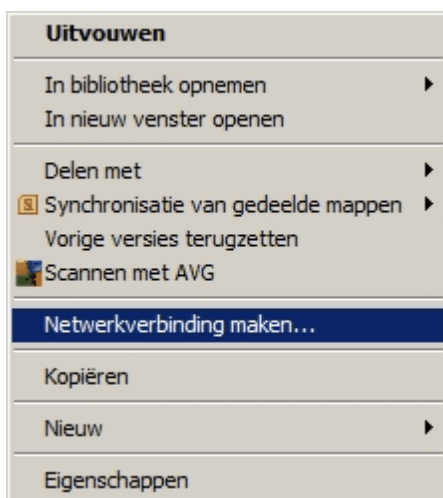 Uitvouwen
In bibliotheek opnemen
In nieuw venster openen
Delen met
Synchronisatie van gedeelde mappen
Vorige versies terugzetten
Scannen met AVG
Netwerkverbinding maken...
Kopiëren
Nieuw
Eigenschappen